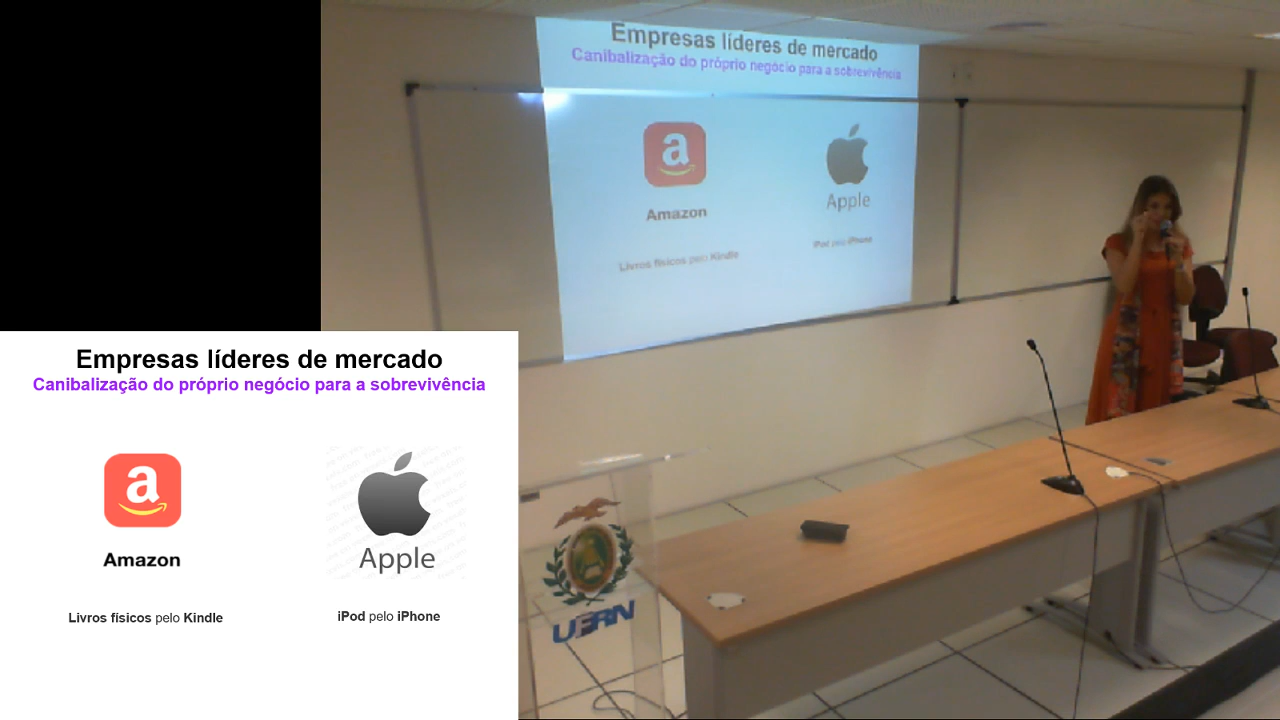 Empresas líderes de mercado
Canibalização do próprio negócio para a sobrevivência
a
Amazon
Apple
Livros físicos pelo Kindle
iPod pelo iPhone
Empresas líderes de mercado
Canibalização do próprio negócio para a sobrevivência
a
Amazon
Apple
Livros físicos pelo Kindle
iPod pelo iPhone
UERN